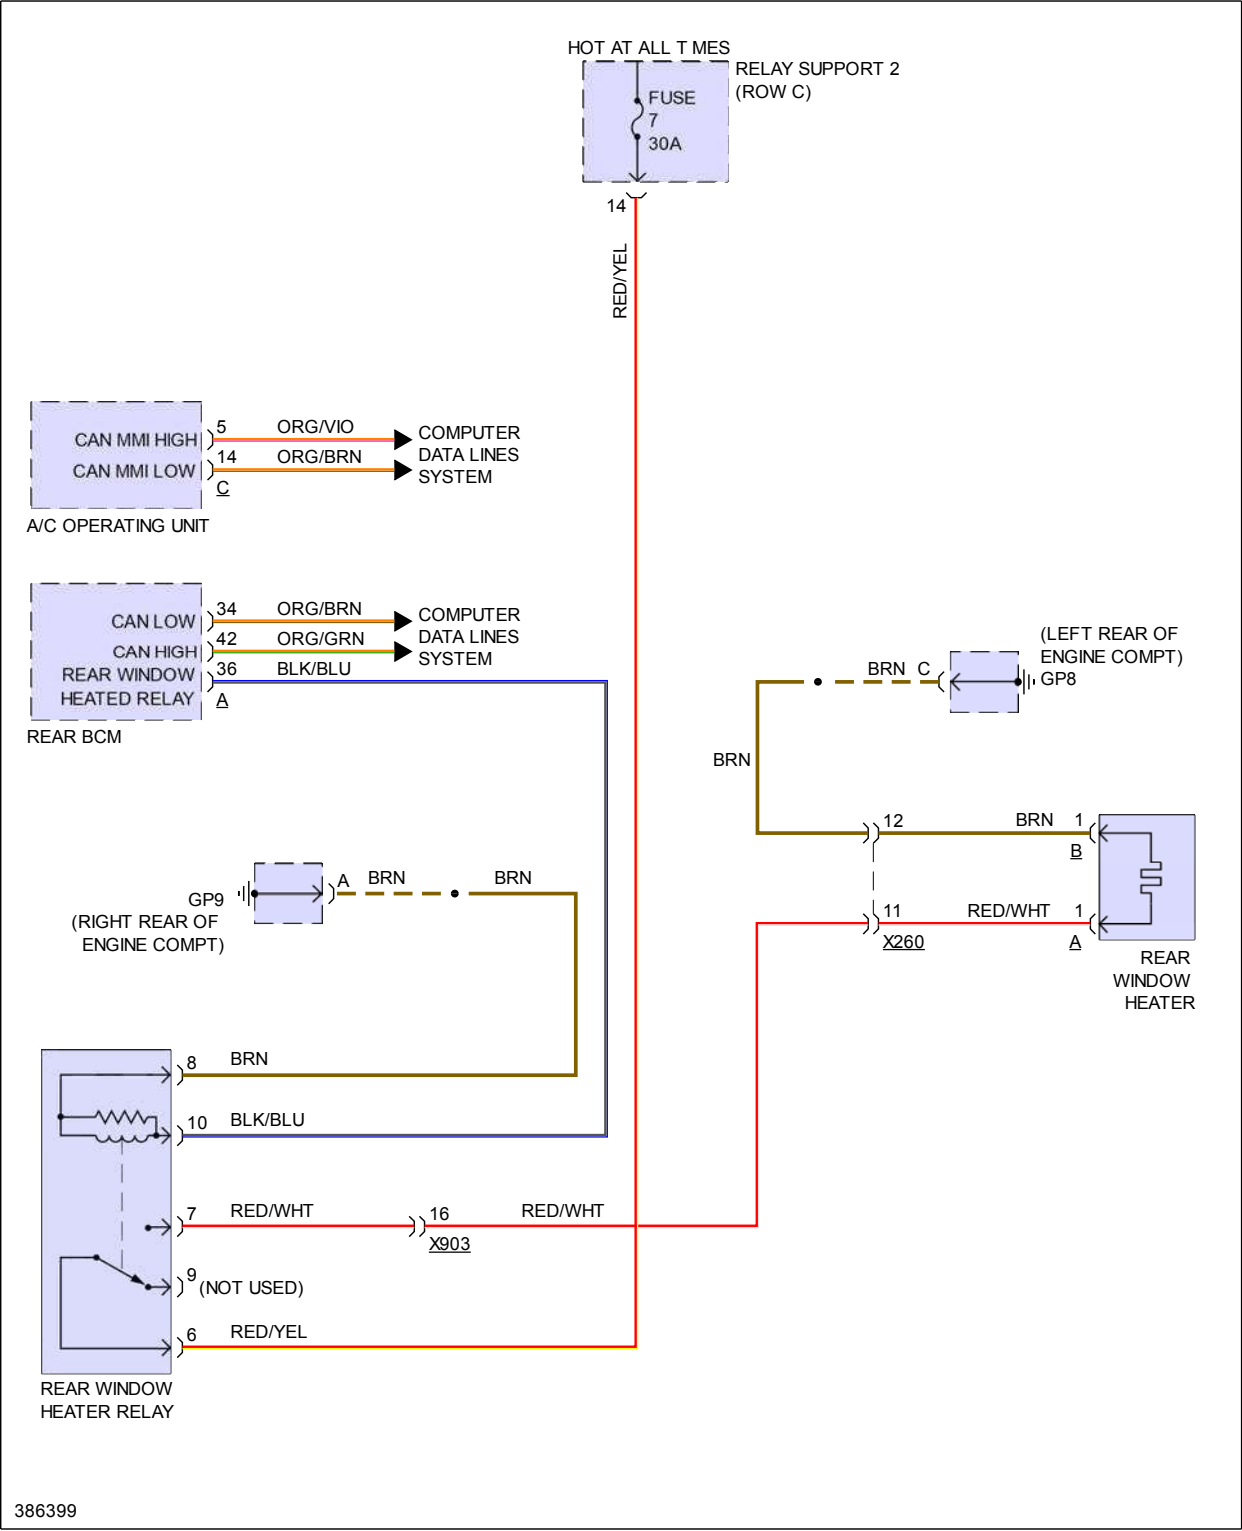 HOT AT ALL T MES
RELAY SUPPORT 2
(ROW C)
FUSE
7
30A
14
RED/YEL
CAN MMI HIGH
5
ORG/VIO
CAN MMI LOW
14
ORG/BRN
C
COMPUTER
DATA LINES
SYSTEM
A/C OPERATING UNIT
CAN LOW
34
ORG/BRN
CAN HIGH
42
ORG/GRN
REAR WINDOW
HEATED RELAY
36
BLK/BLU
A
COMPUTER
DATA LINES
SYSTEM
REAR BCM
(LEFT REAR OF
ENGINE COMPT)
GP8
BRN
C
BRN
12
BRN
1
B
11
X260
RED/WHT
1
A
REAR
WINDOW
HEATER
GP9
(RIGHT REAR OF
ENGINE COMPT)
A
BRN
BRN
8
BRN
10
BLK/BLU
7
RED/WHT
16
X903
RED/WHT
9
(NOT USED)
6
RED/YEL
REAR WINDOW
HEATER RELAY
386399